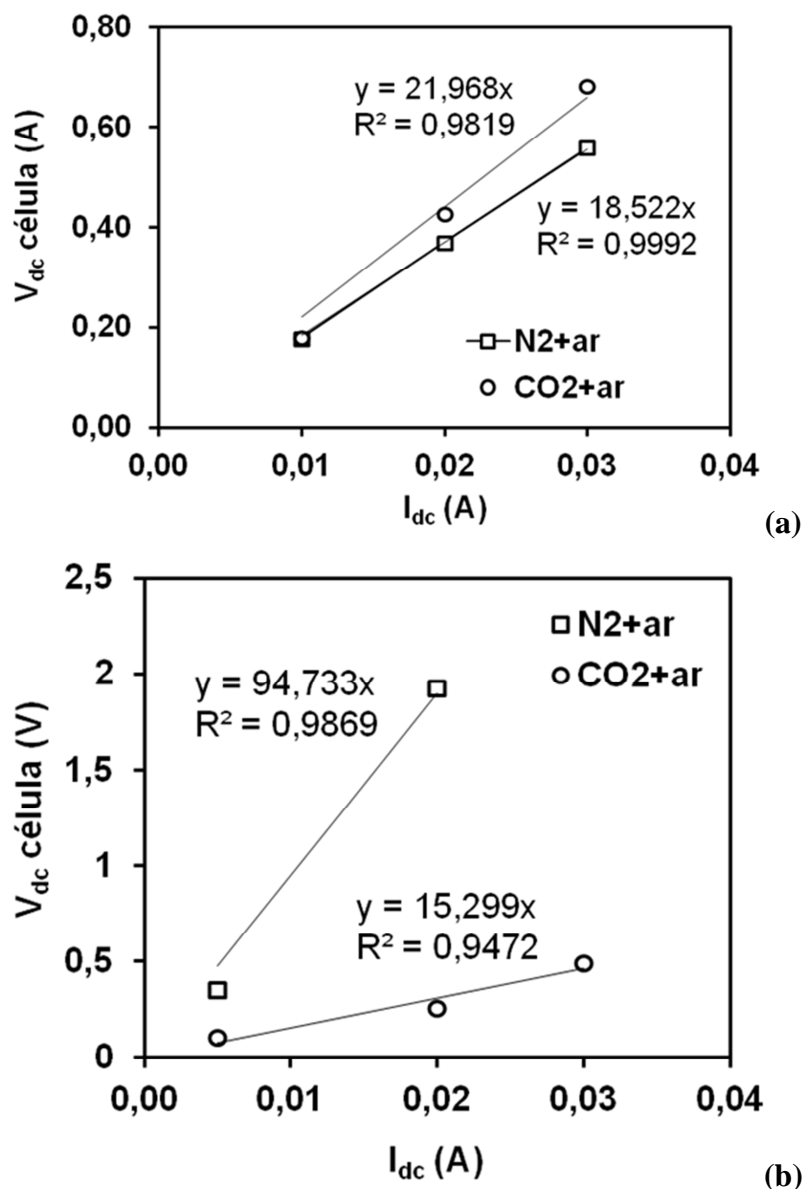 0,80
0,60
0,40
0,20
0,00
V_dc célula (A)
y = 21,968x
R² = 0,9819
y = 18,522x
R² = 0,9992
N2+ar
CO2+ar
0,00 0,01 0,02 0,03 0,04
I_dc (A)
(a)
2,5
2
1,5
1
0,5
0
V_dc célula (V)
N2+ar
CO2+ar
y = 94,733x
R² = 0,9869
y = 15,299x
R² = 0,9472
0,00 0,01 0,02 0,03 0,04
I_dc (A)
(b)